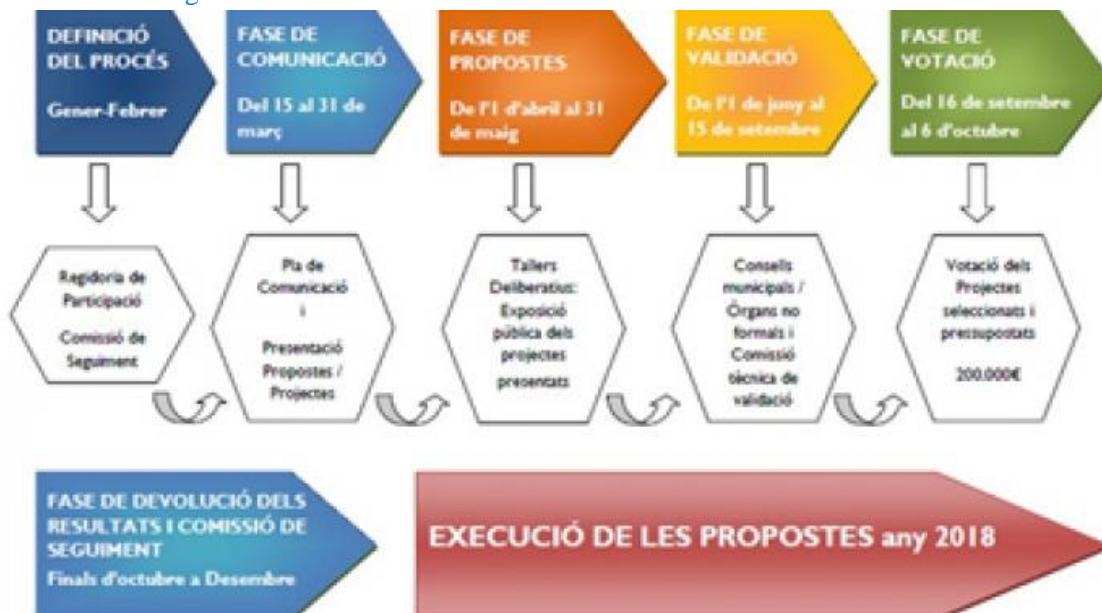 DEFINICIÓ
DEL PROCÉS
Gener-Febrer
FASE DE
COMUNICACIÓ
Del 15 al 31 de
març
FASE DE
PROPOSTES
De l'1 d'abril al 31
de maig
FASE DE
VALIDACIÓ
De l'1 de juny al
15 de setembre
FASE DE
VOTACIÓ
Del 16 de setembre
al 6 d'octubre
Regidoria de
Participació
Comissió de
Seguiment
Pla de
Comunicació
i
Presentació
Propostes /
Projectes
Tallers
Deliberatius:
Exposició
pública dels
projectes
presentats
Consells
municipals /
Òrgans no
formals i
Comissió
tècnica de
validació
Votació dels
Projectes
seleccionats i
pressupostats
200.000€
FASE DE DEVOLUCIÓ DELS
RESULTATS I COMISSIÓ DE
SEGUIMENT
Finals d'octubre a Desembre
EXECUCIÓ DE LES PROPOSTES any 2018